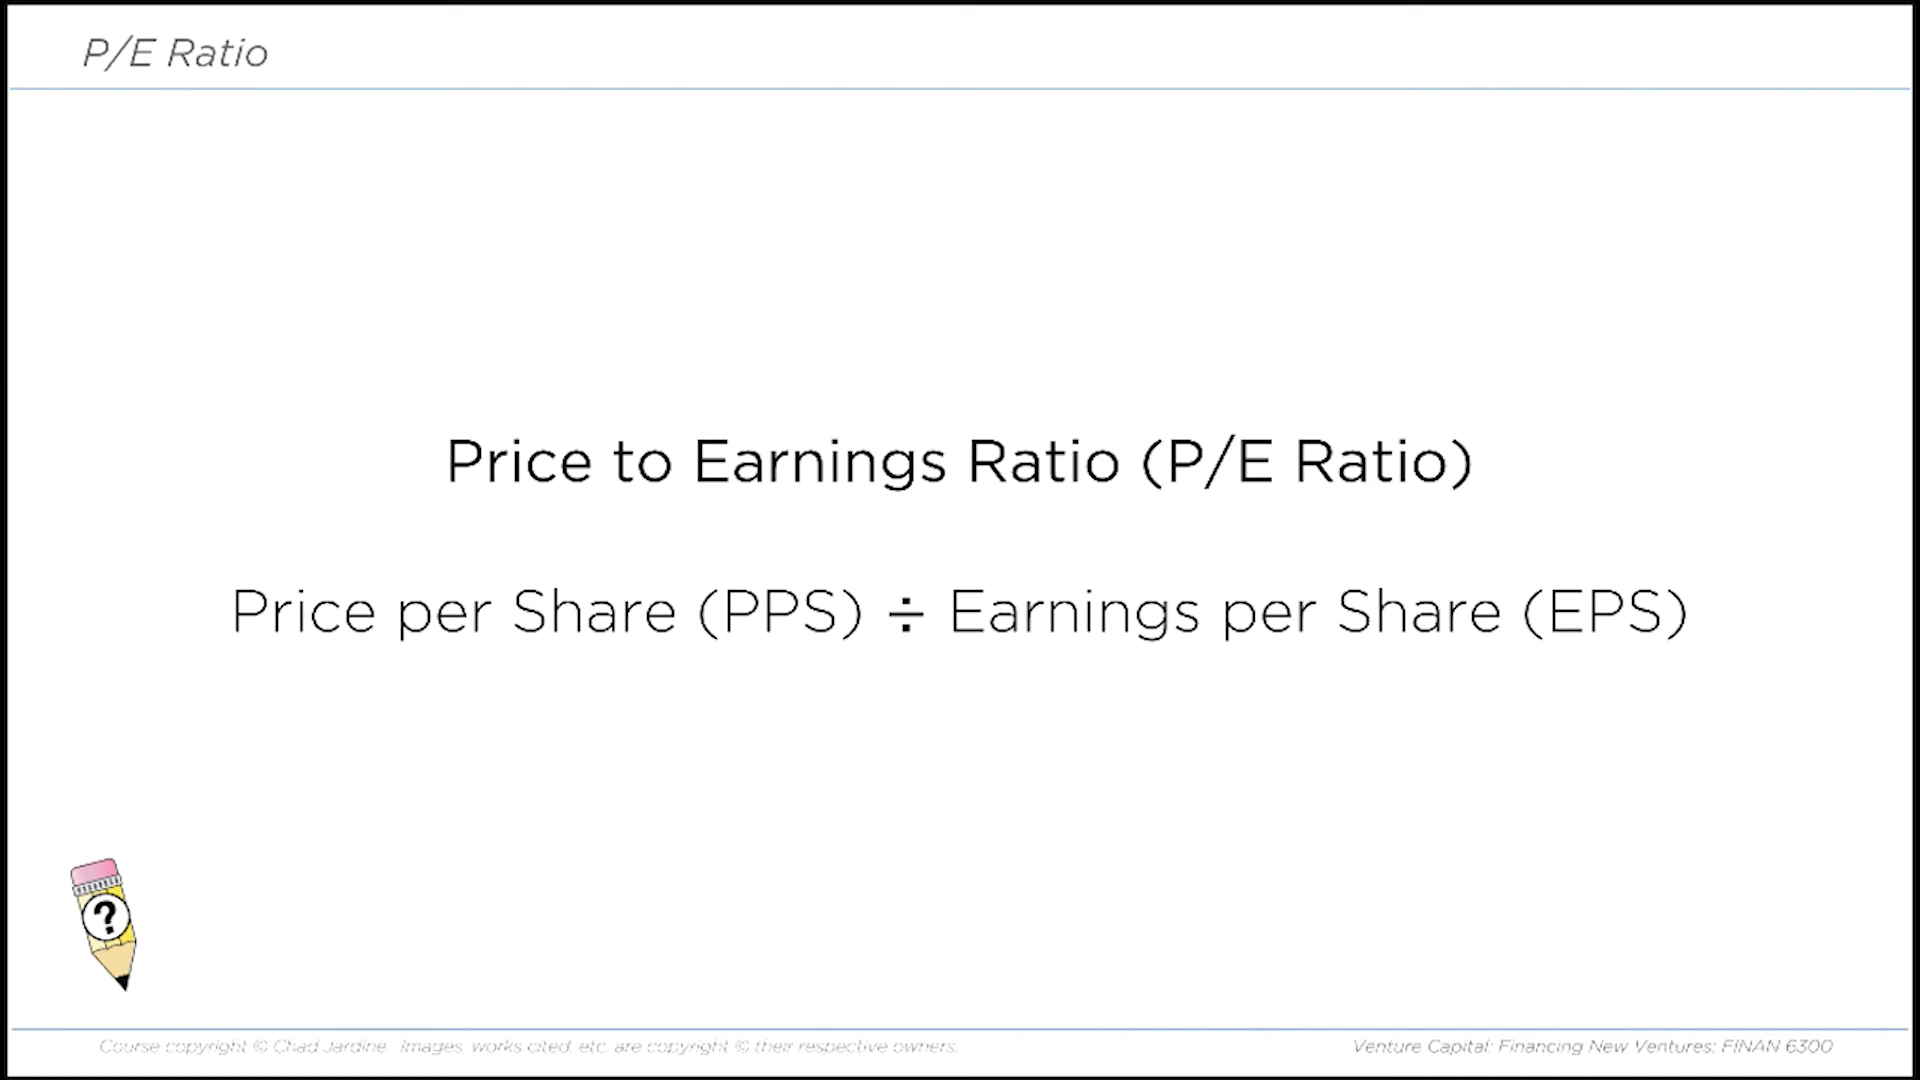 P/E Ratio
Price to Earnings Ratio (P/E Ratio)
Price per Share (PPS) ÷ Earnings per Share (EPS)
?
Course copyright © Chad Jardine. Images, works cited, etc. are copyright © their respective owners.
Venture Capital: Financing New Ventures: FINAN 6300